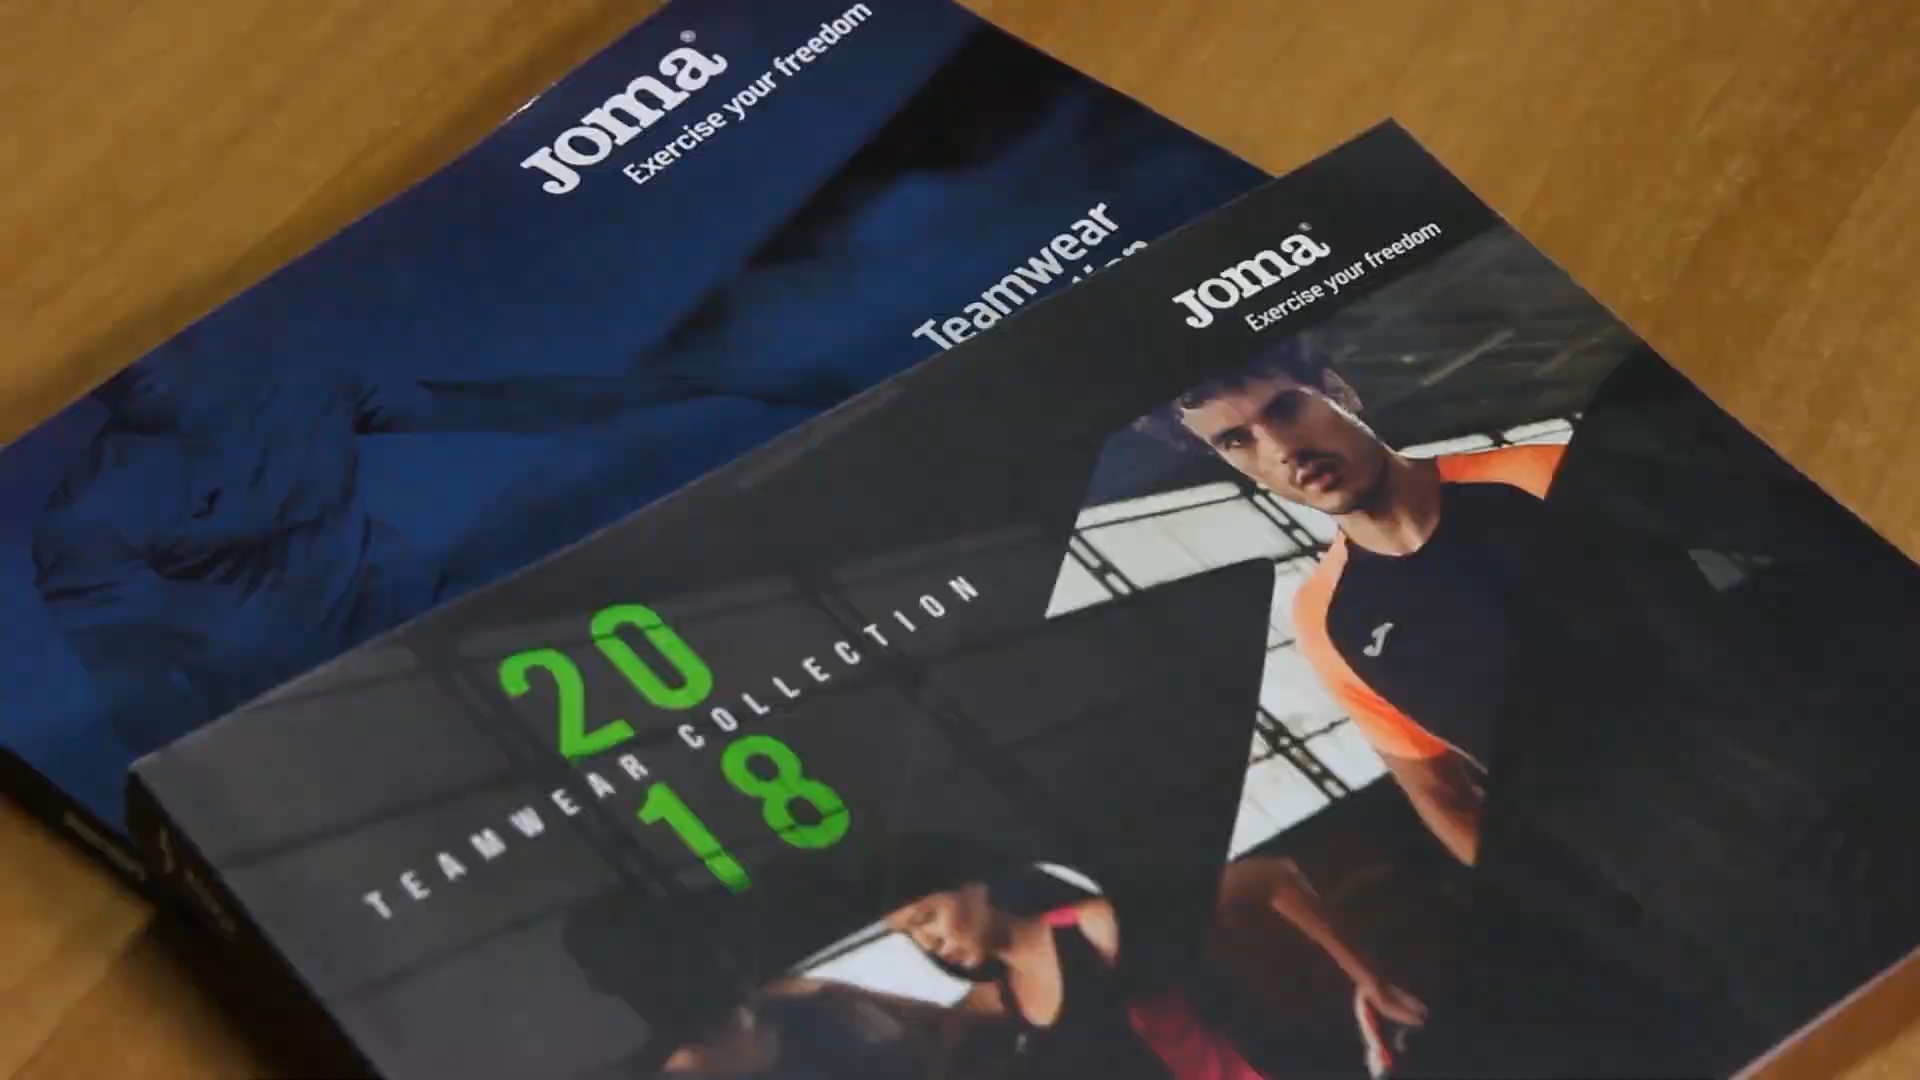 Joma®
Exercise your freedom
Teamwear
Joma®
Exercise your freedom
20
TEAMWEAR COLLECTION
18